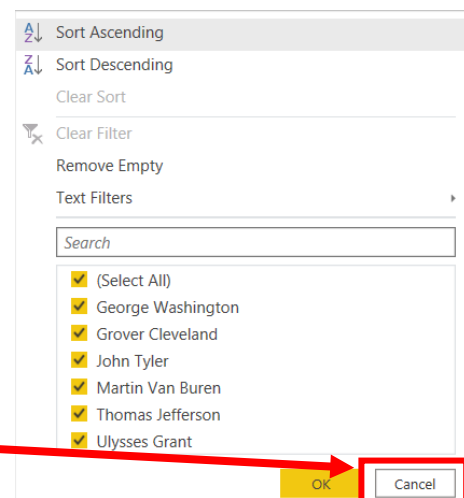 Sort Ascending
Sort Descending
Clear Sort
Clear Filter
Remove Empty
Text Filters
Search
(Select All)
George Washington
Grover Cleveland
John Tyler
Martin Van Buren
Thomas Jefferson
Ulysses Grant
OK Cancel